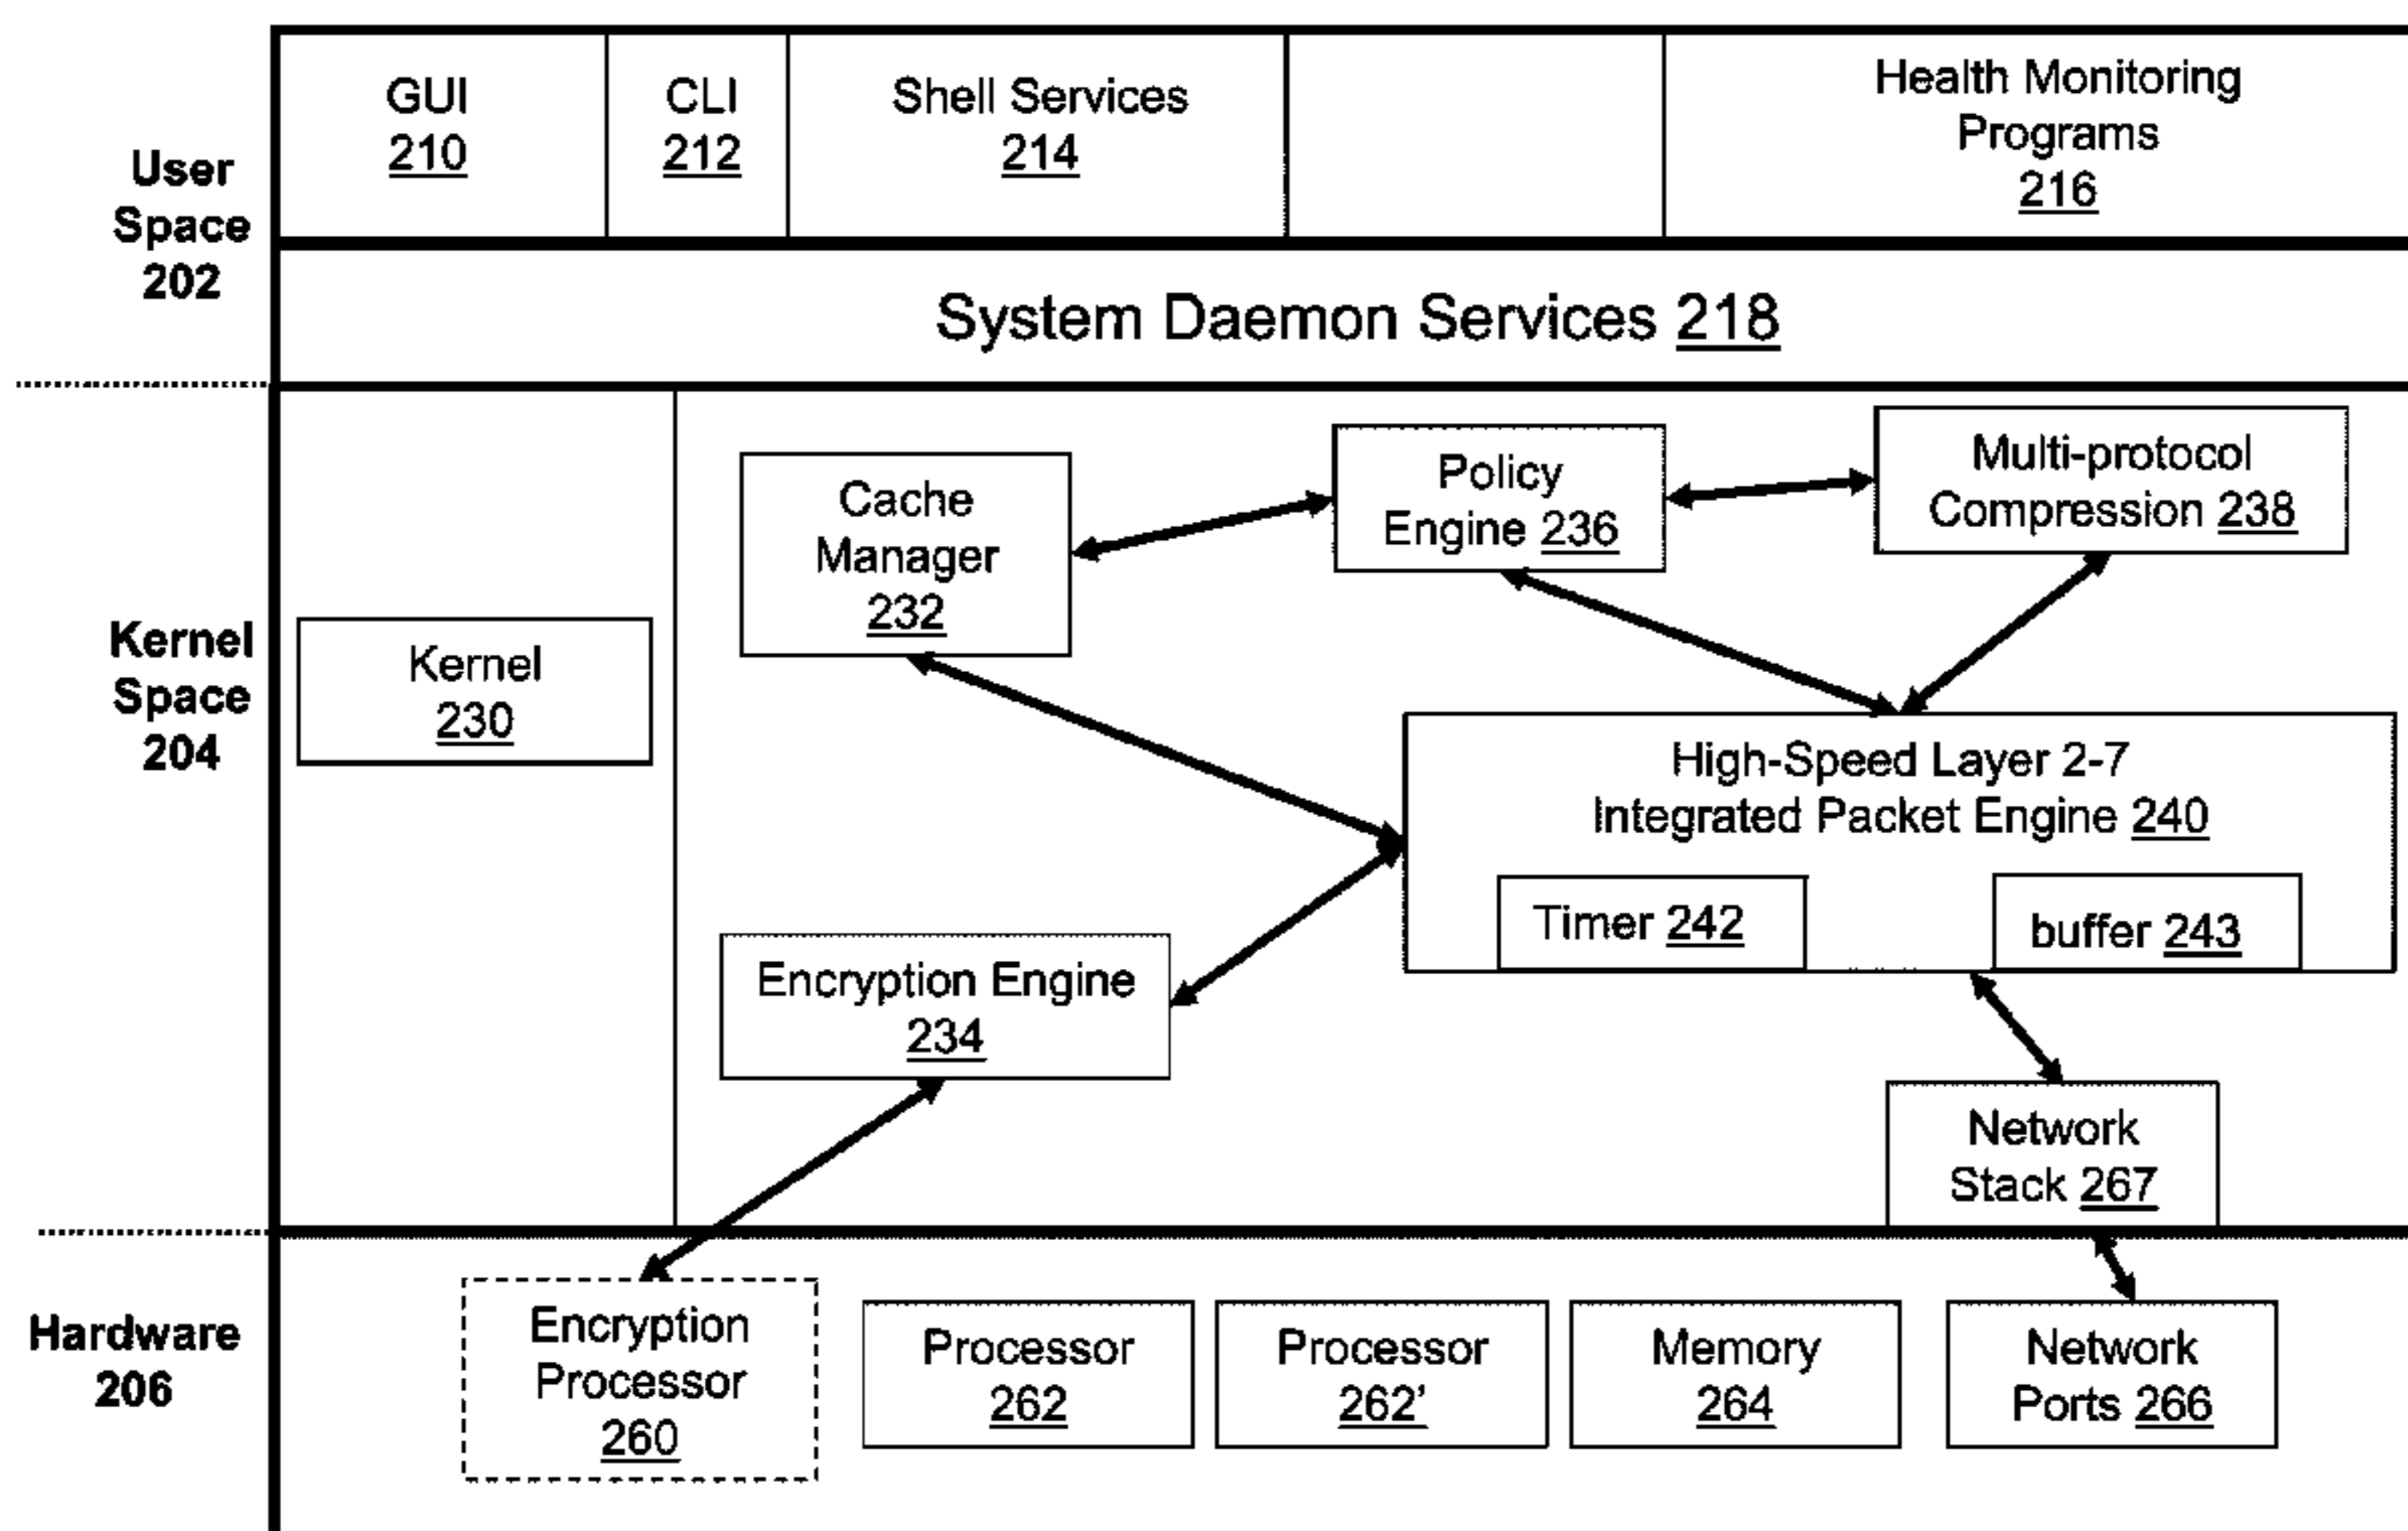 User
Space
202
GUI
210
CLI
212
Shell Services
214
Health Monitoring
Programs
216
System Daemon Services 218
Kernel
Space
204
Kernel
230
Cache
Manager
232
Policy
Engine 236
Multi-protocol
Compression 238
High-Speed Layer 2-7
Integrated Packet Engine 240
Timer 242
buffer 243
Encryption Engine
234
Network
Stack 267
Hardware
206
Encryption
Processor
260
Processor
262
Processor
262'
Memory
264
Network
Ports 266